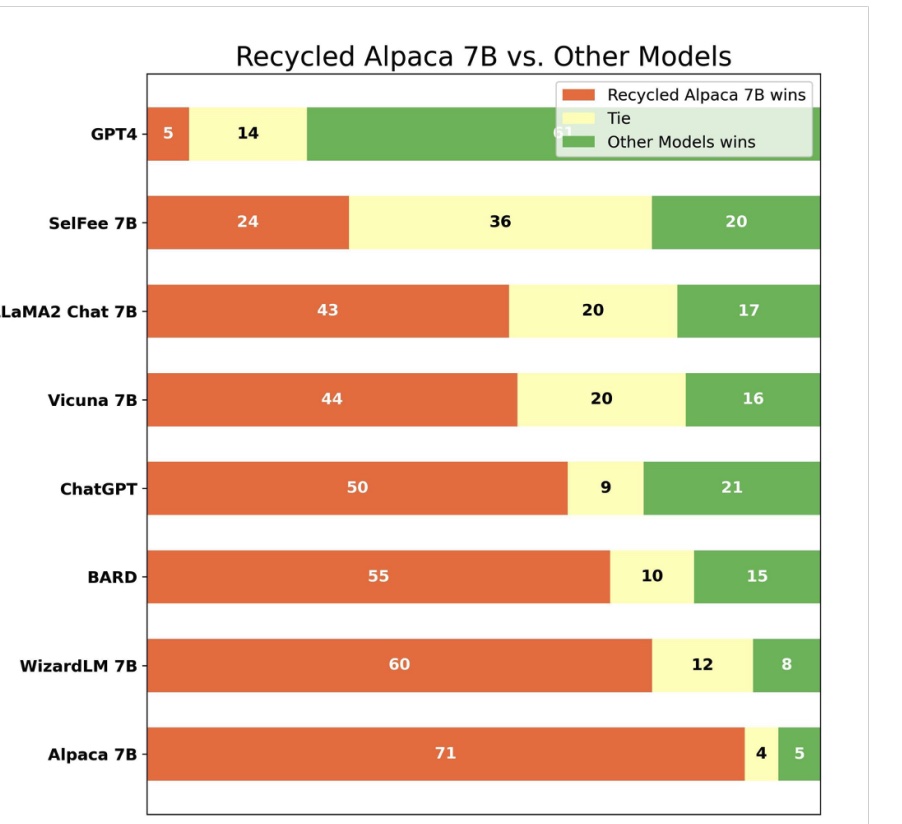 Recycled Alpaca 7B vs. Other Models
Recycled Alpaca 7B wins
Tie
Other Models wins
GPT4 5 14 61
SelFee 7B 24 36 20
LaMA2 Chat 7B 43 20 17
Vicuna 7B 44 20 16
ChatGPT 50 9 21
BARD 55 10 15
WizardLM 7B 60 12 8
Alpaca 7B 71 4 5